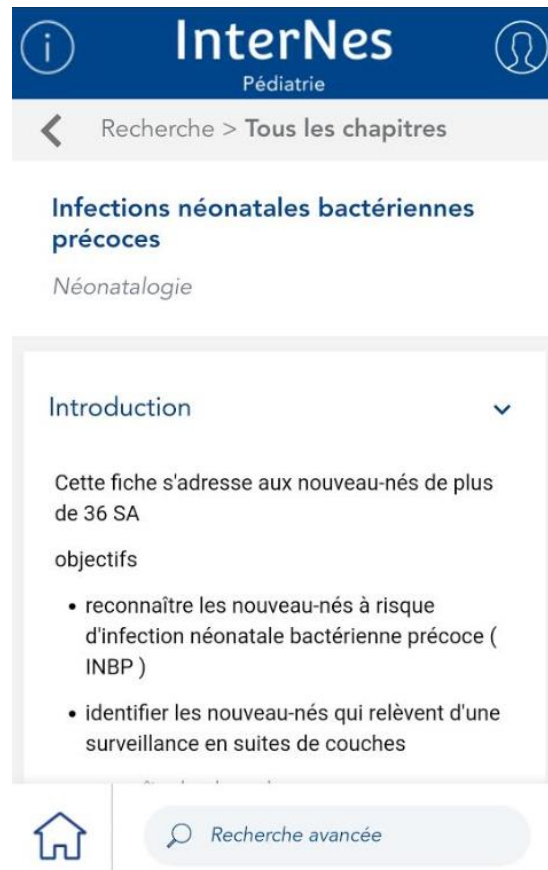 InterNes
Pédiatrie
Recherche > Tous les chapitres
Infections néonatales bactériennes
précoces
Néonatalogie
Introduction
Cette fiche s'adresse aux nouveau-nés de plus
de 36 SA
objectifs
• reconnaître les nouveau-nés à risque
d'infection néonatale bactérienne précoce (
INBP )
• identifier les nouveau-nés qui relèvent d'une
surveillance en suites de couches
Recherche avancée